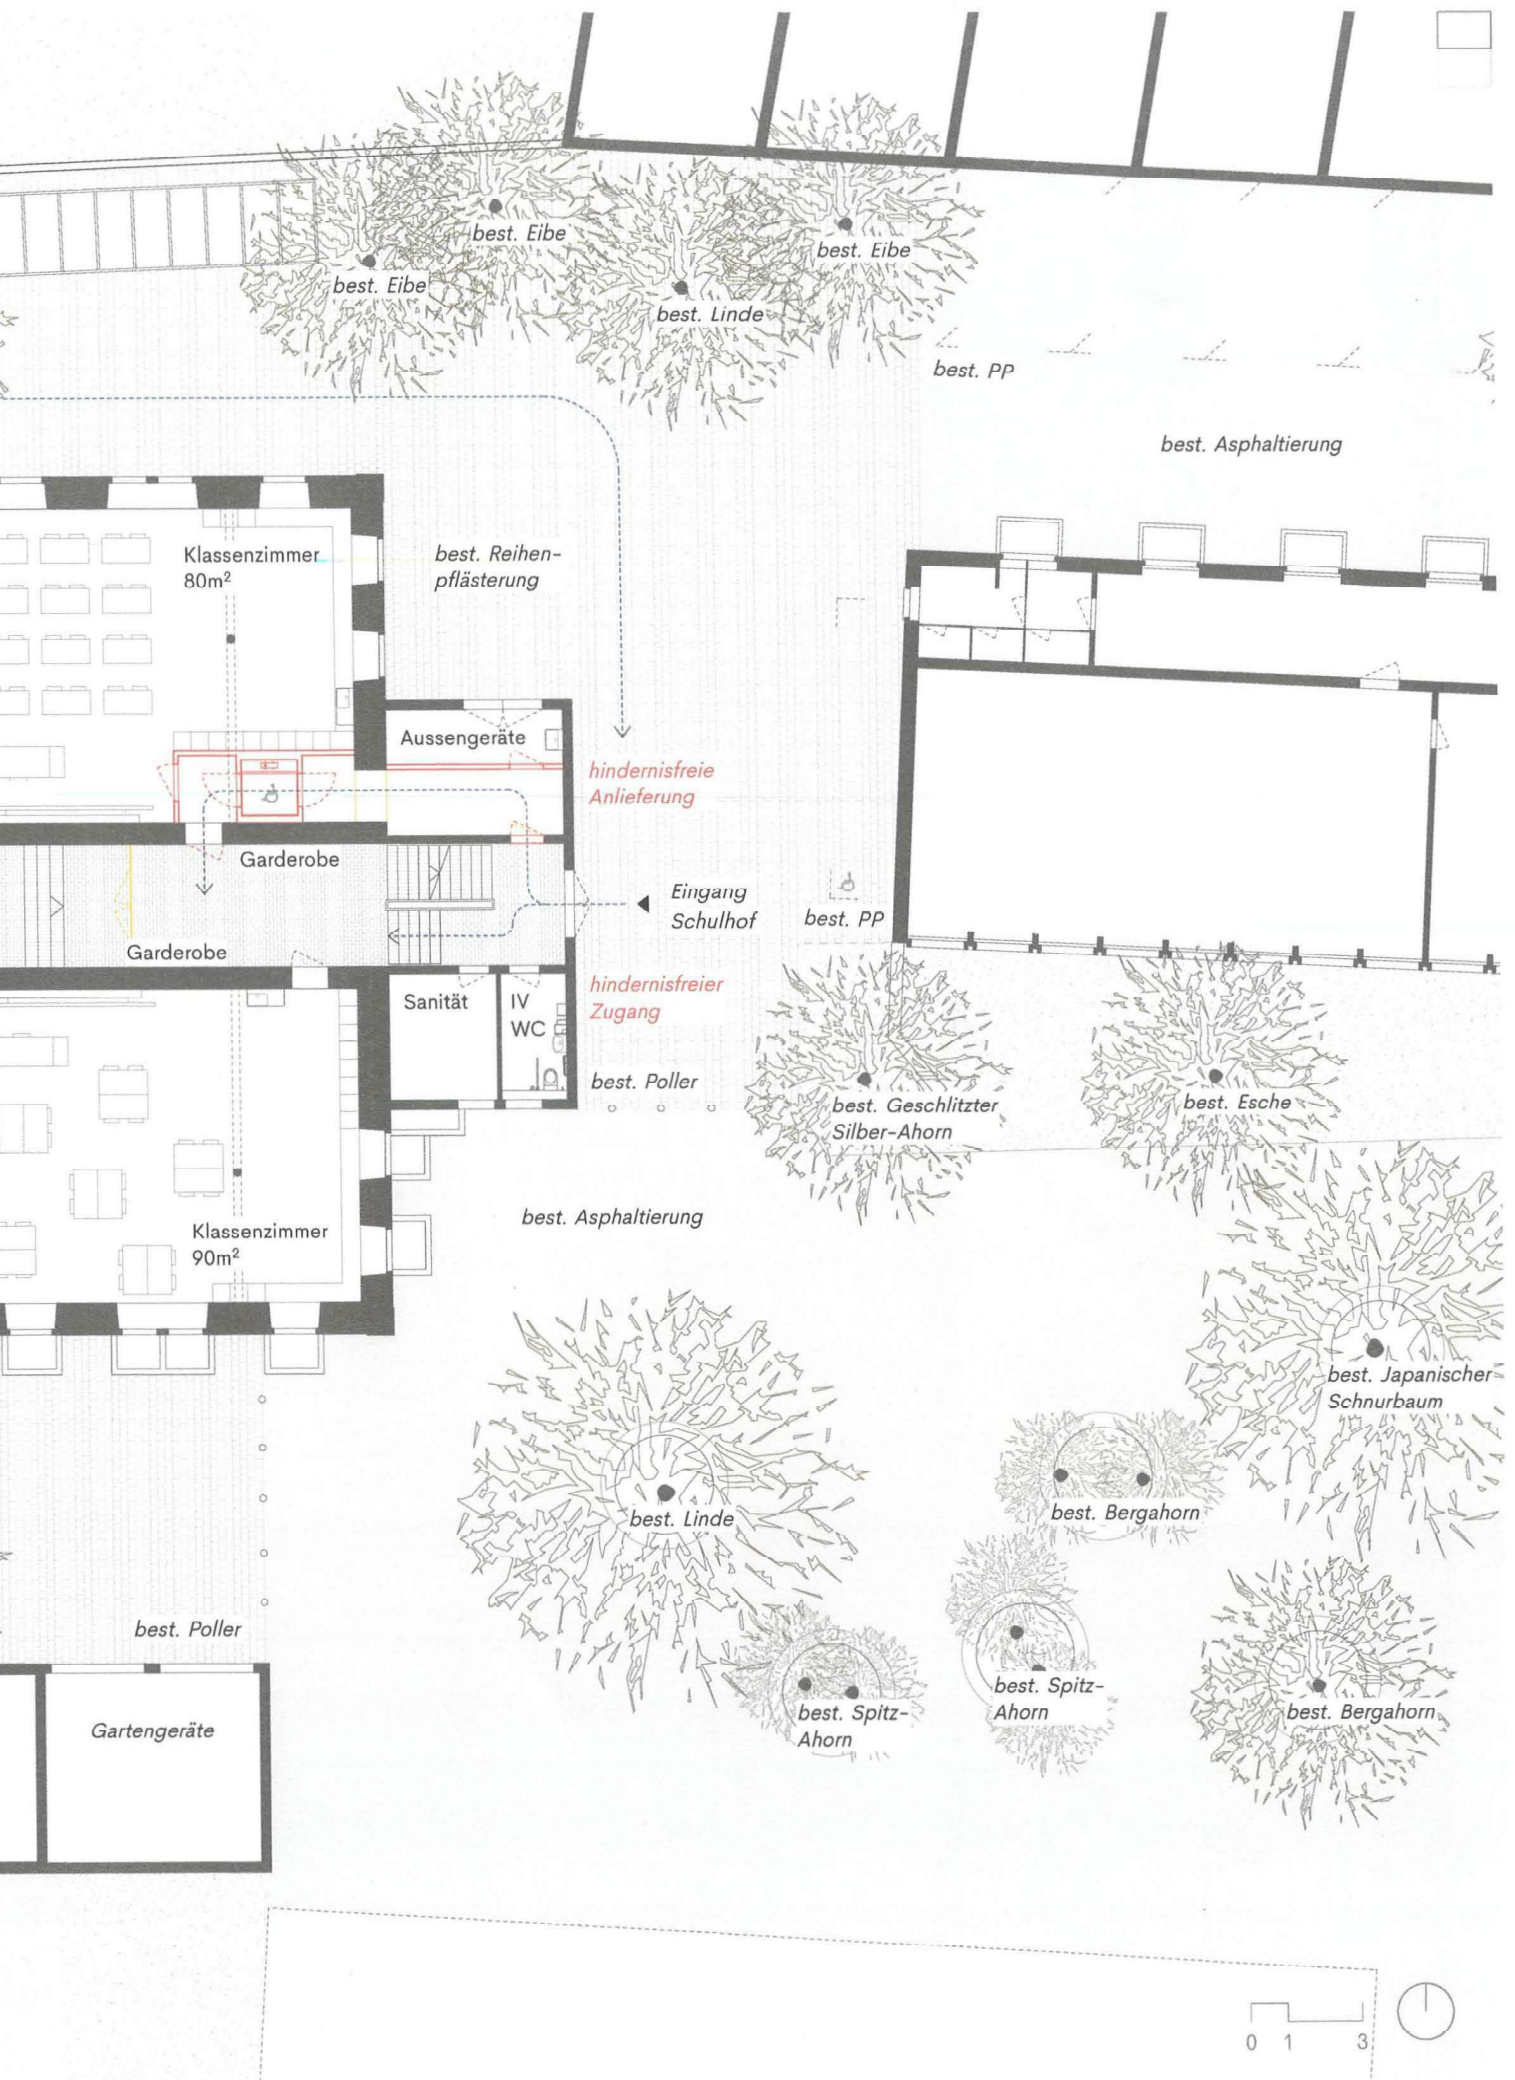 best. Eibe
best. Eibe
best. Eibe
best. Linde
best. PP
best. Asphaltierung
Klassenzimmer
80m²
best. Reihen-
pflästerung
Aussengeräte
hindernisfreie
Anlieferung
Garderobe
Eingang
Schulhof
best. PP
Garderobe
Sanität
IV
WC
hindernisfreier
Zugang
best. Poller
best. Geschlitzter
Silber-Ahorn
best. Esche
best. Asphaltierung
Klassenzimmer
90m²
best. Japanischer
Schnurbaum
best. Linde
best. Bergahorn
best. Poller
best. Spitz-
Ahorn
best. Spitz-
Ahorn
best. Bergahorn
Gartengeräte
0 1 3